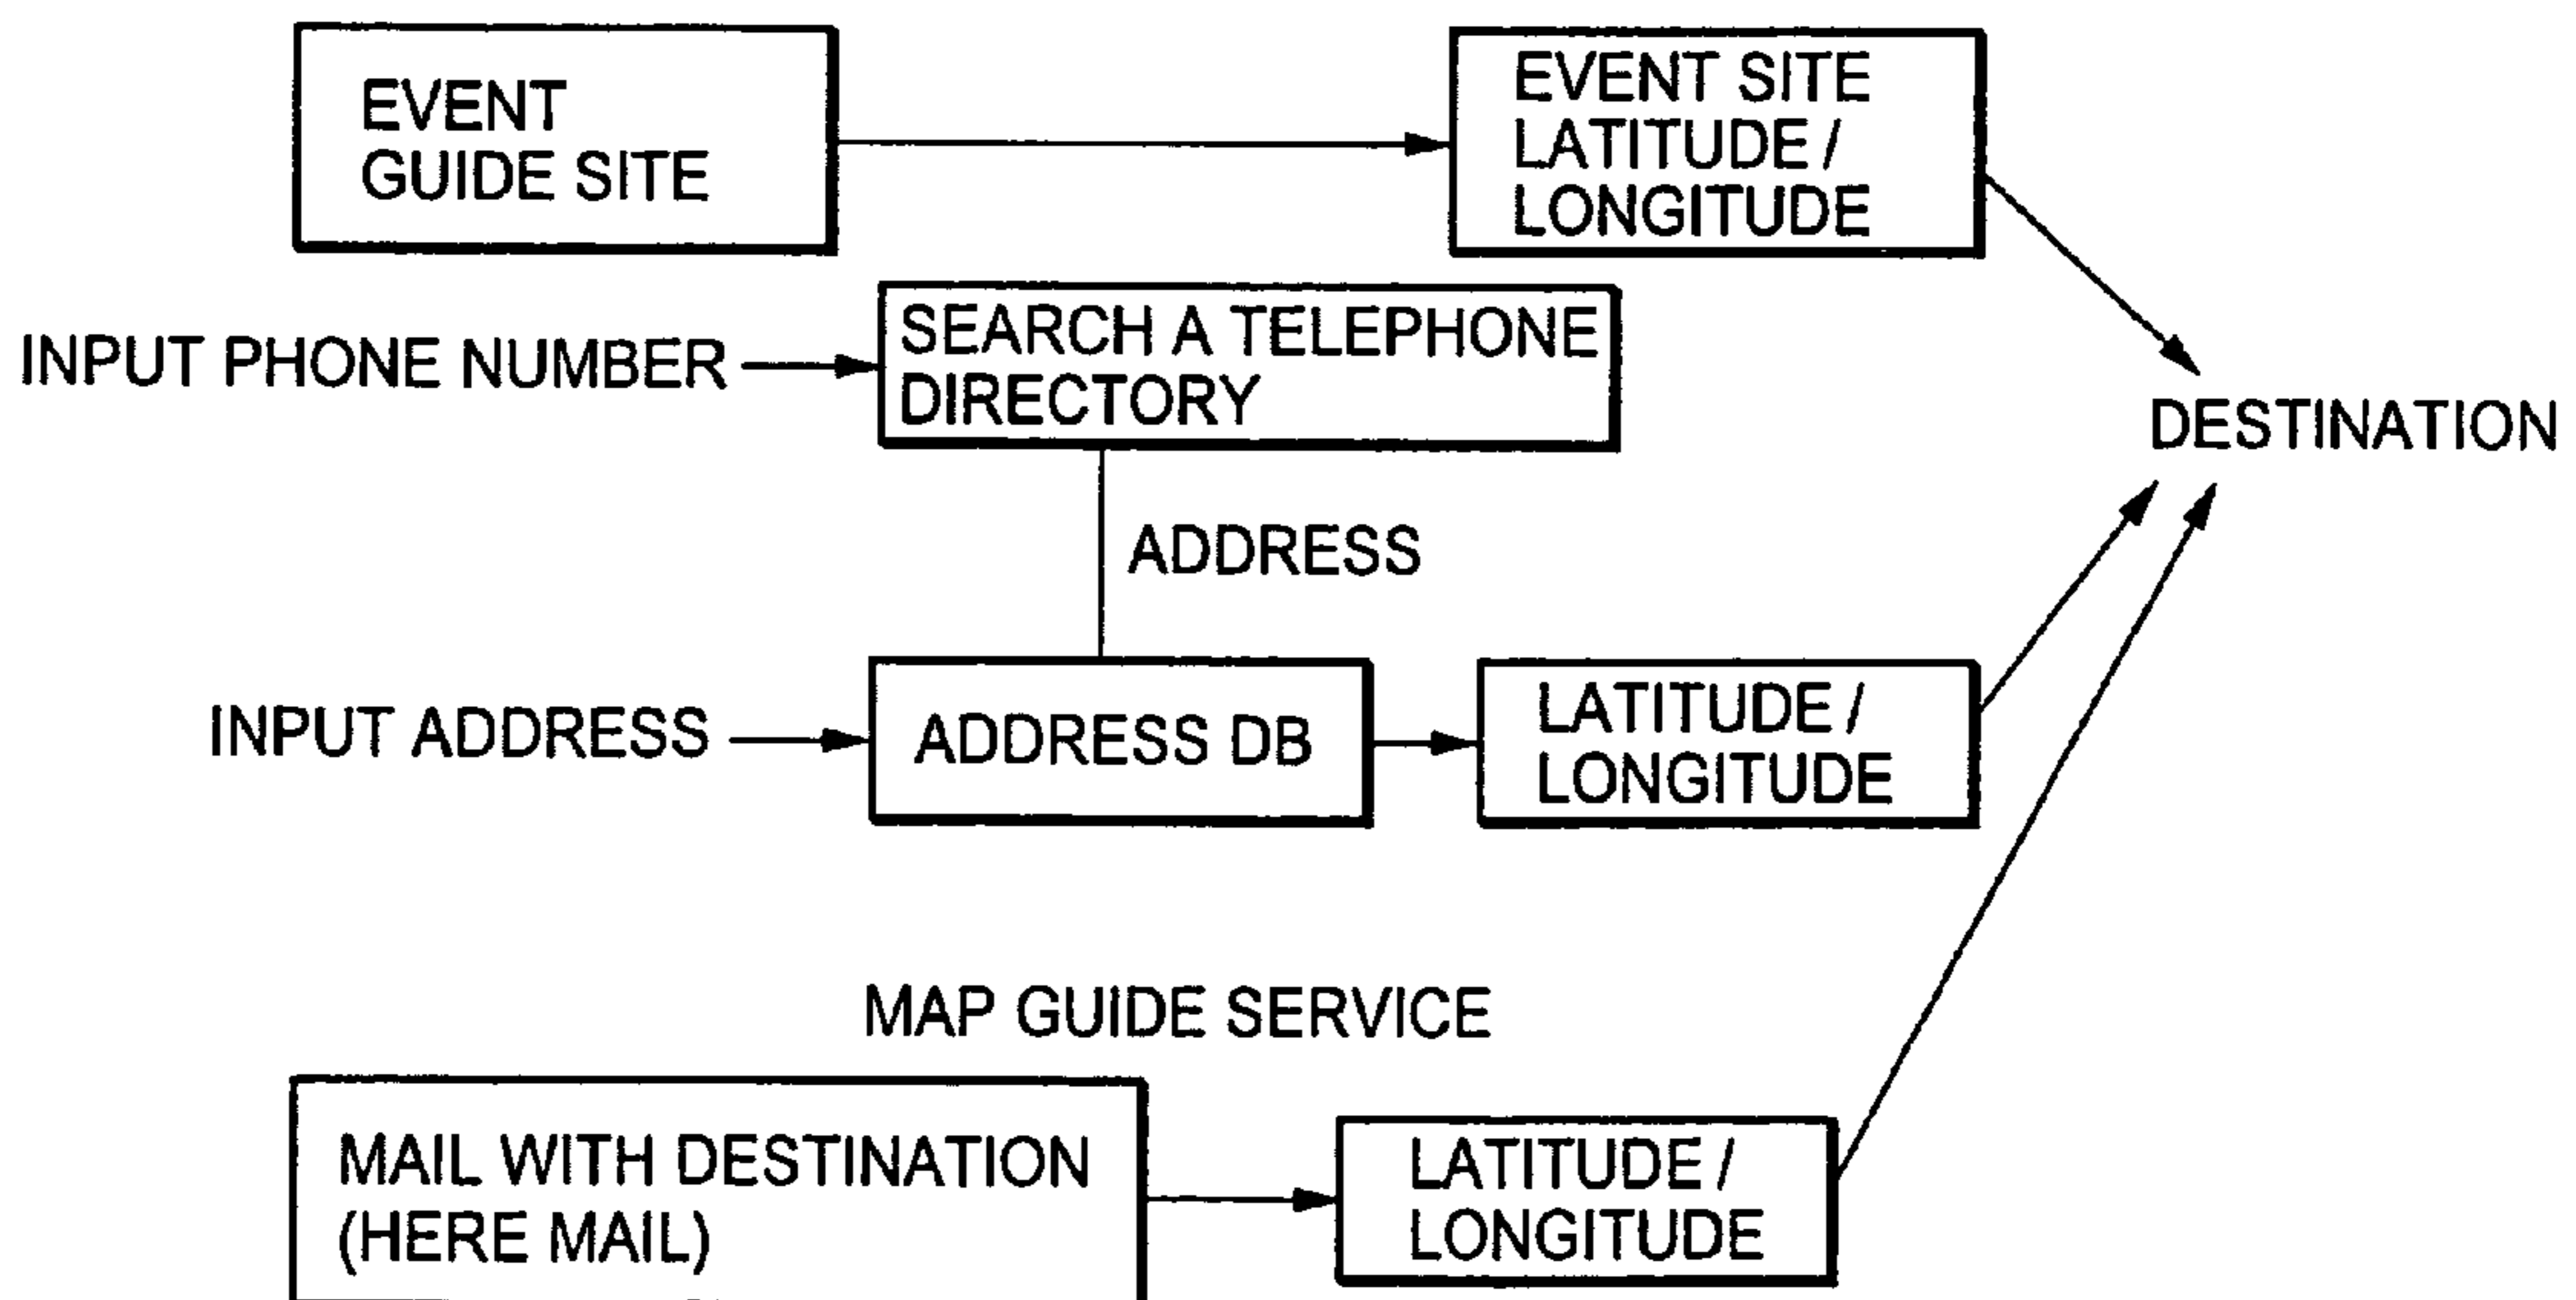 EVENT
GUIDE SITE
EVENT SITE
LATITUDE /
LONGITUDE
INPUT PHONE NUMBER
SEARCH A TELEPHONE
DIRECTORY
DESTINATION
ADDRESS
INPUT ADDRESS
ADDRESS DB
LATITUDE /
LONGITUDE
MAP GUIDE SERVICE
MAIL WITH DESTINATION
(HERE MAIL)
LATITUDE /
LONGITUDE